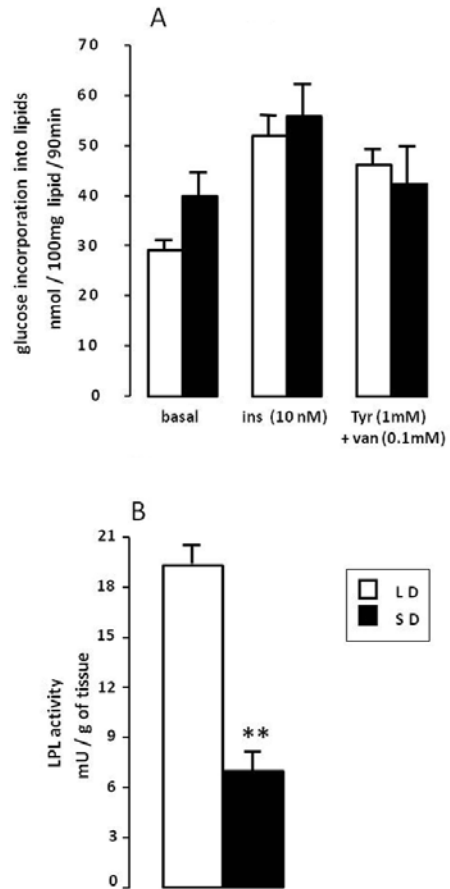 A
glucose incorporation into lipids
nmol / 100mg lipid / 90min
70
60
50
40
30
20
10
0
basal
ins (10 nM)
Tyr (1mM)
+ van (0.1mM)
B
LPL activity
mU / g of tissue
21
18
15
12
9
6
3
0
**
L D
S D